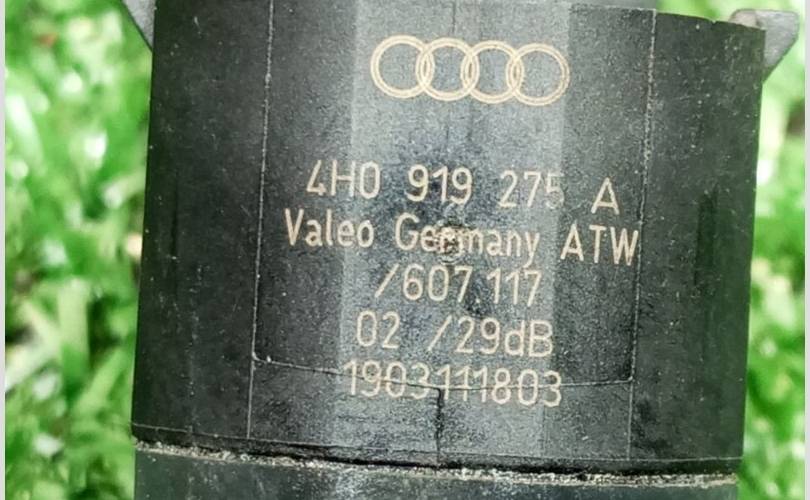 4H0 919 275 A
Valeo Germany ATW
/607.117
02 /29dB
1903111803